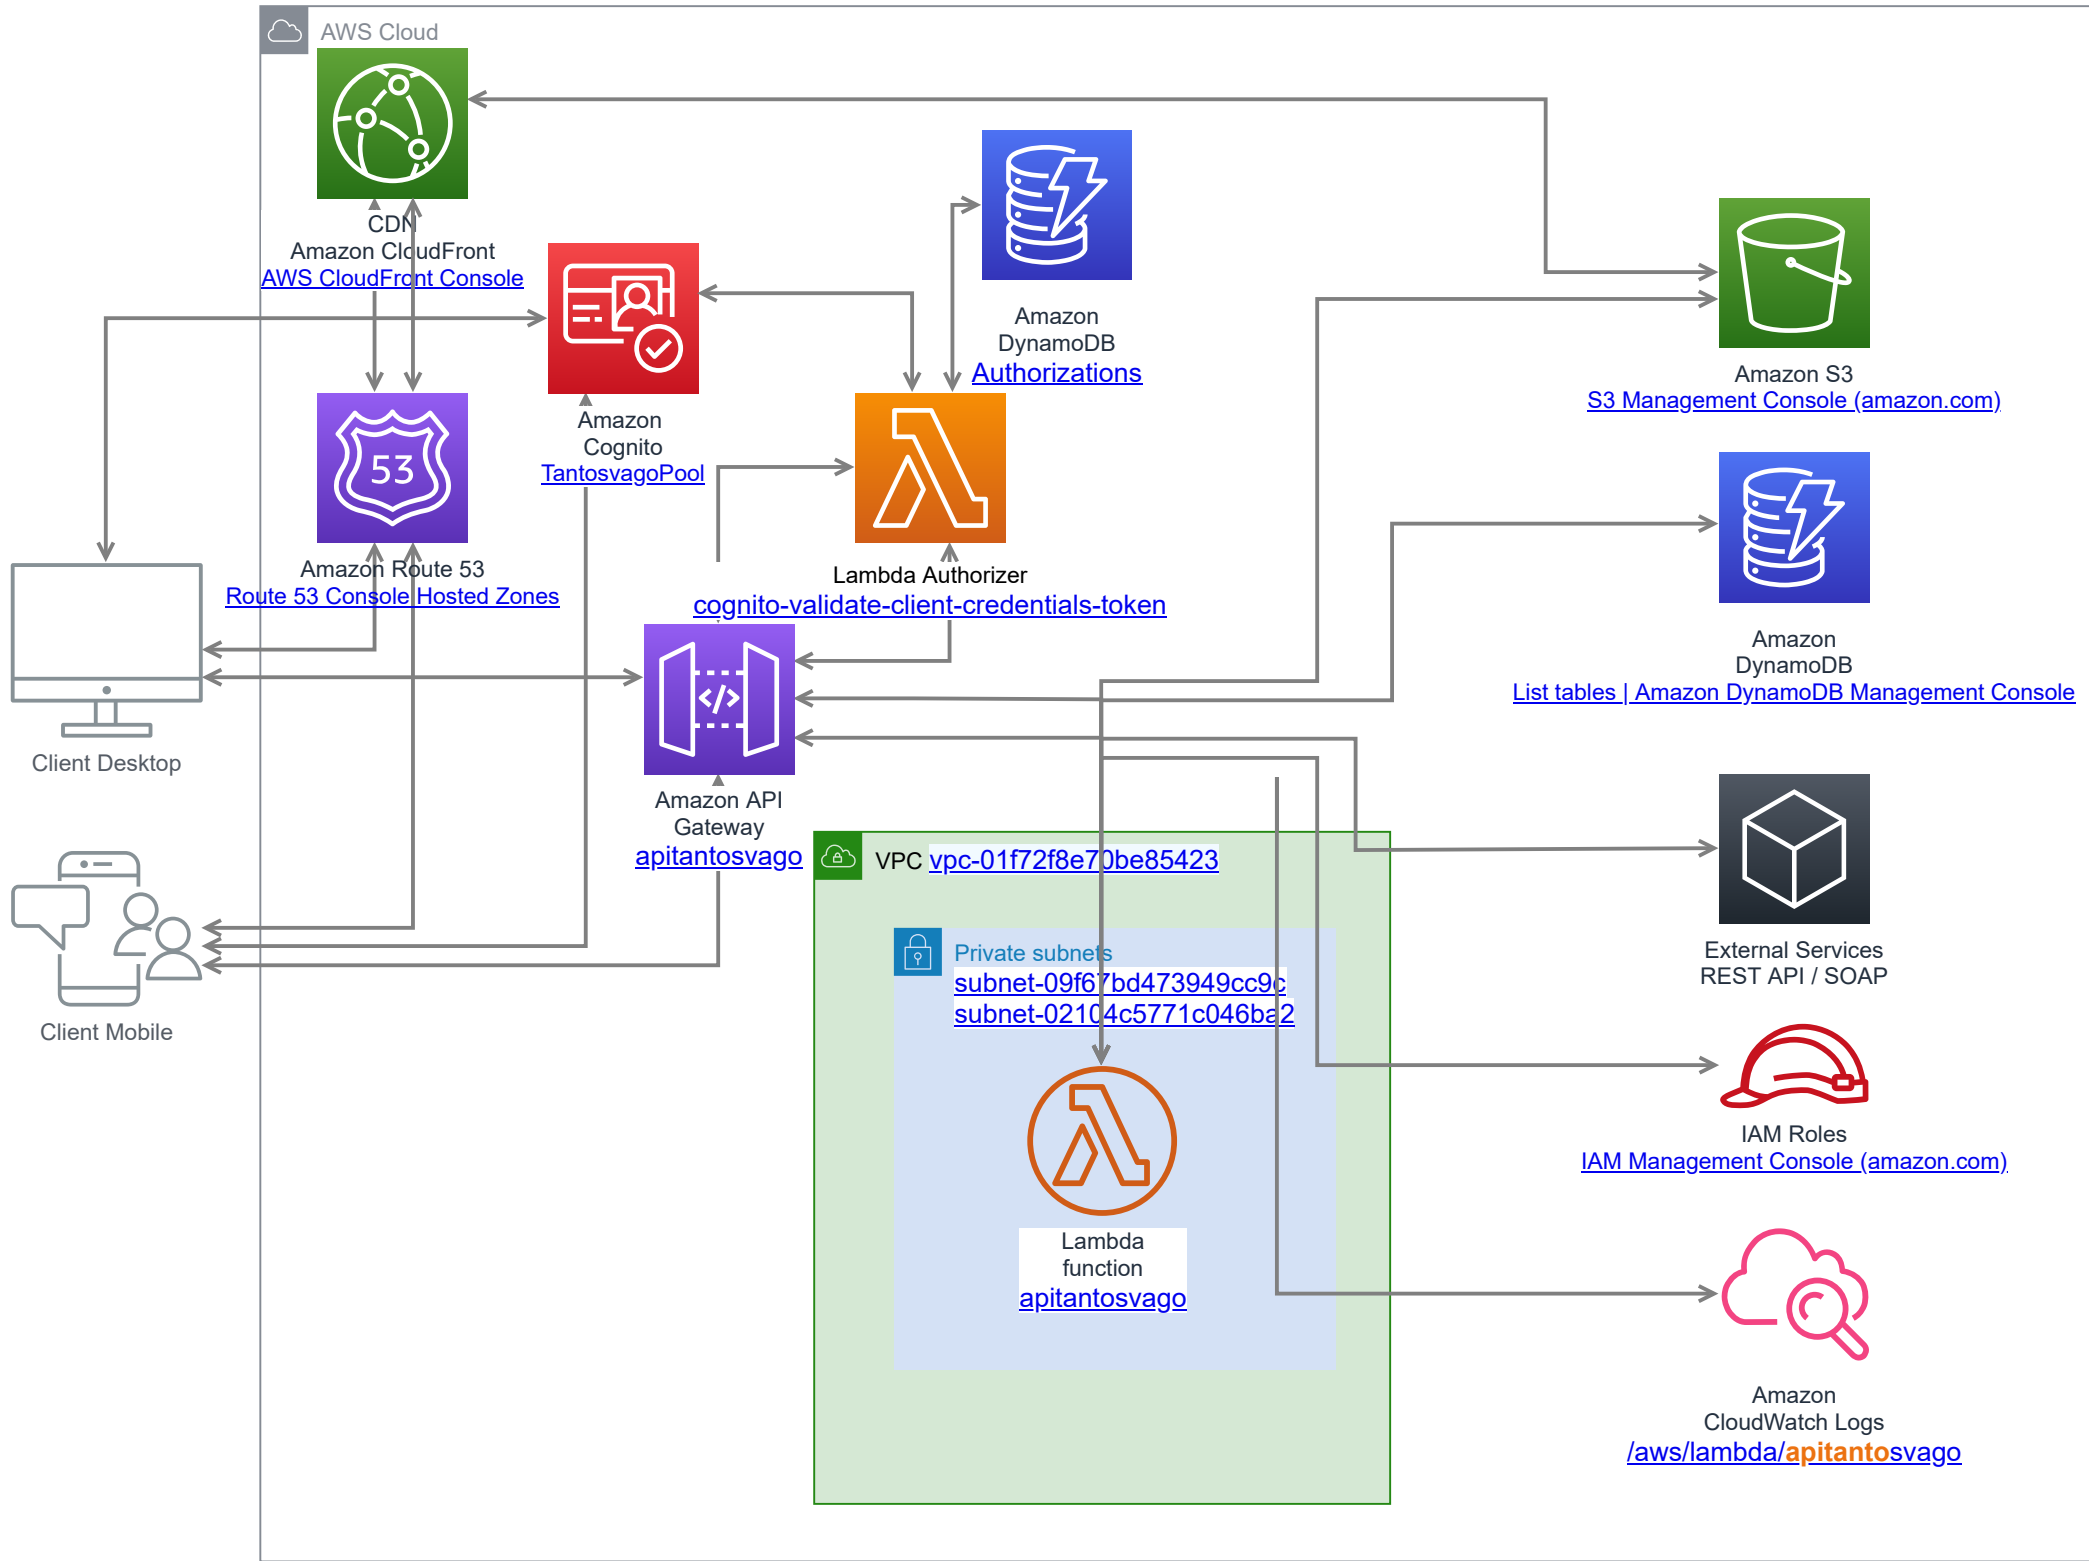 AWS Cloud
CDN
Amazon CloudFront
AWS CloudFront Console
Amazon
Cognito
TantosvagoPool
Amazon
DynamoDB
Authorizations
Amazon S3
S3 Management Console (amazon.com)
53
Amazon Route 53
Route 53 Console Hosted Zones
Lambda Authorizer
cognito-validate-client-credentials-token
Amazon
DynamoDB
List tables | Amazon DynamoDB Management Console
</>
Client Desktop
Amazon API
Gateway
apitantosvago
VPC vpc-01f72f8e70be85423
Private subnets
subnet-09f67bd473949cc9c
subnet-02104c5771c046ba2
External Services
REST API / SOAP
Client Mobile
IAM Roles
IAM Management Console (amazon.com)
Lambda
function
apitantosvago
Amazon
CloudWatch Logs
/aws/lambda/apitantosvago